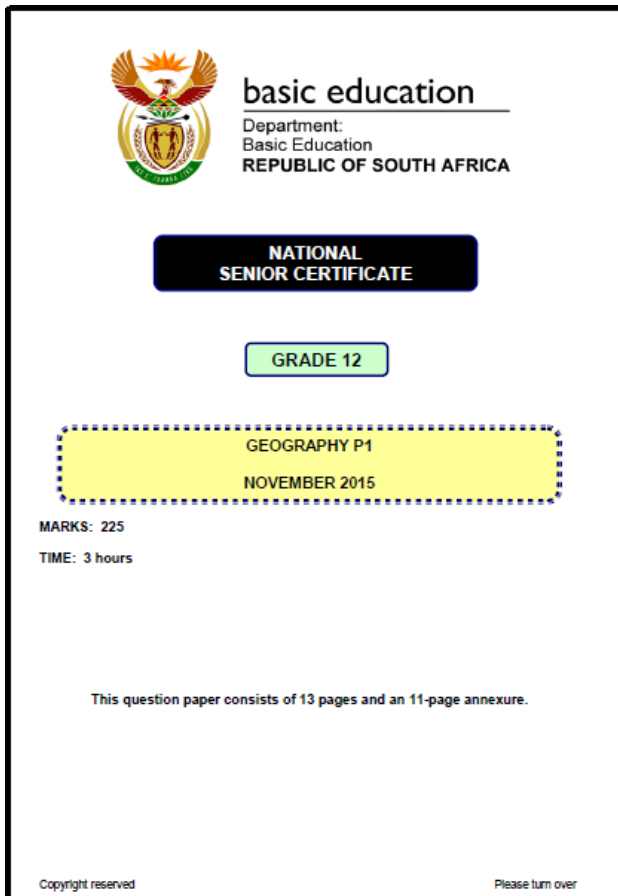 basic education
Department:
Basic Education
REPUBLIC OF SOUTH AFRICA
NATIONAL
SENIOR CERTIFICATE
GRADE 12
GEOGRAPHY P1
NOVEMBER 2015
MARKS: 225
TIME: 3 hours
This question paper consists of 13 pages and an 11-page annexure.
Copyright reserved
Please turn over